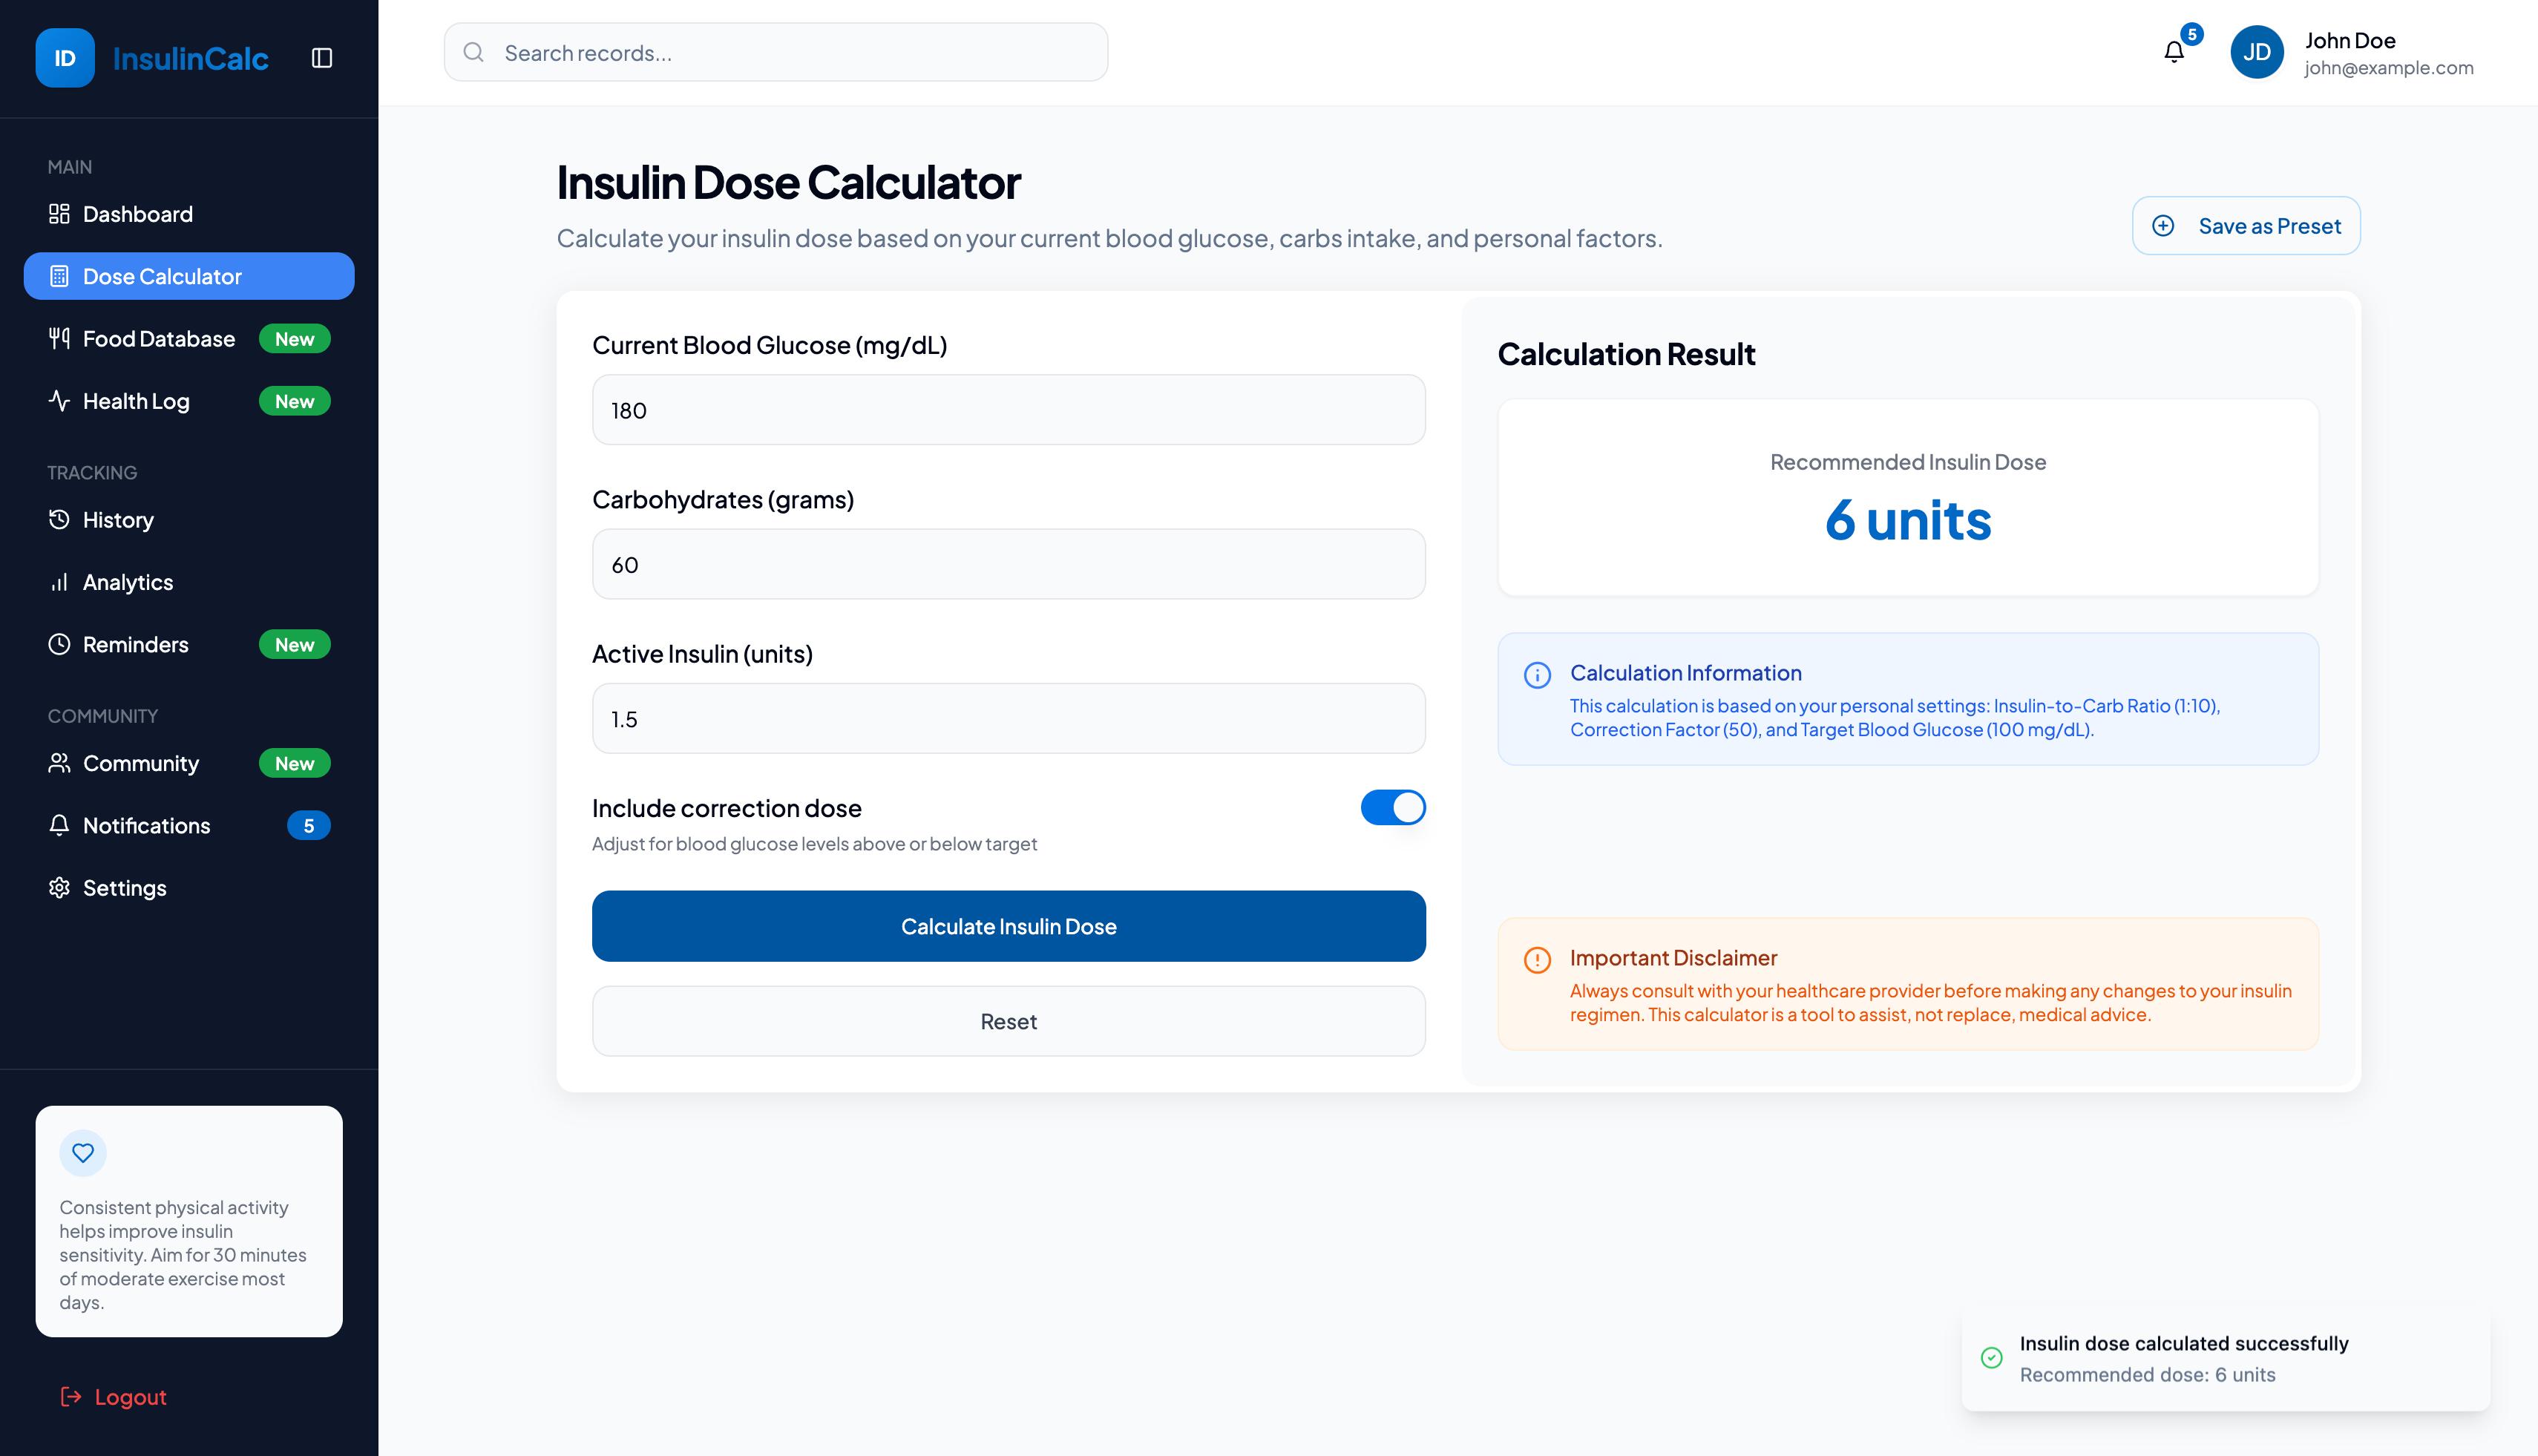 ID
InsulinCalc
MAIN
Dashboard
Dose Calculator
Food Database New
Health Log New
TRACKING
History
Analytics
Reminders New
COMMUNITY
Community New
Notifications 5
Settings
Consistent physical activity
helps improve insulin
sensitivity. Aim for 30 minutes
of moderate exercise most
days.
Logout
Search records...
5
JD
John Doe
john@example.com
Insulin Dose Calculator
Calculate your insulin dose based on your current blood glucose, carbs intake, and personal factors.
Save as Preset
Current Blood Glucose (mg/dL)
180
Carbohydrates (grams)
60
Active Insulin (units)
1.5
Include correction dose
Adjust for blood glucose levels above or below target
Calculate Insulin Dose
Reset
Calculation Result
Recommended Insulin Dose
6 units
Calculation Information
This calculation is based on your personal settings: Insulin-to-Carb Ratio (1:10),
Correction Factor (50), and Target Blood Glucose (100 mg/dL).
Important Disclaimer
Always consult with your healthcare provider before making any changes to your insulin
regimen. This calculator is a tool to assist, not replace, medical advice.
Insulin dose calculated successfully
Recommended dose: 6 units